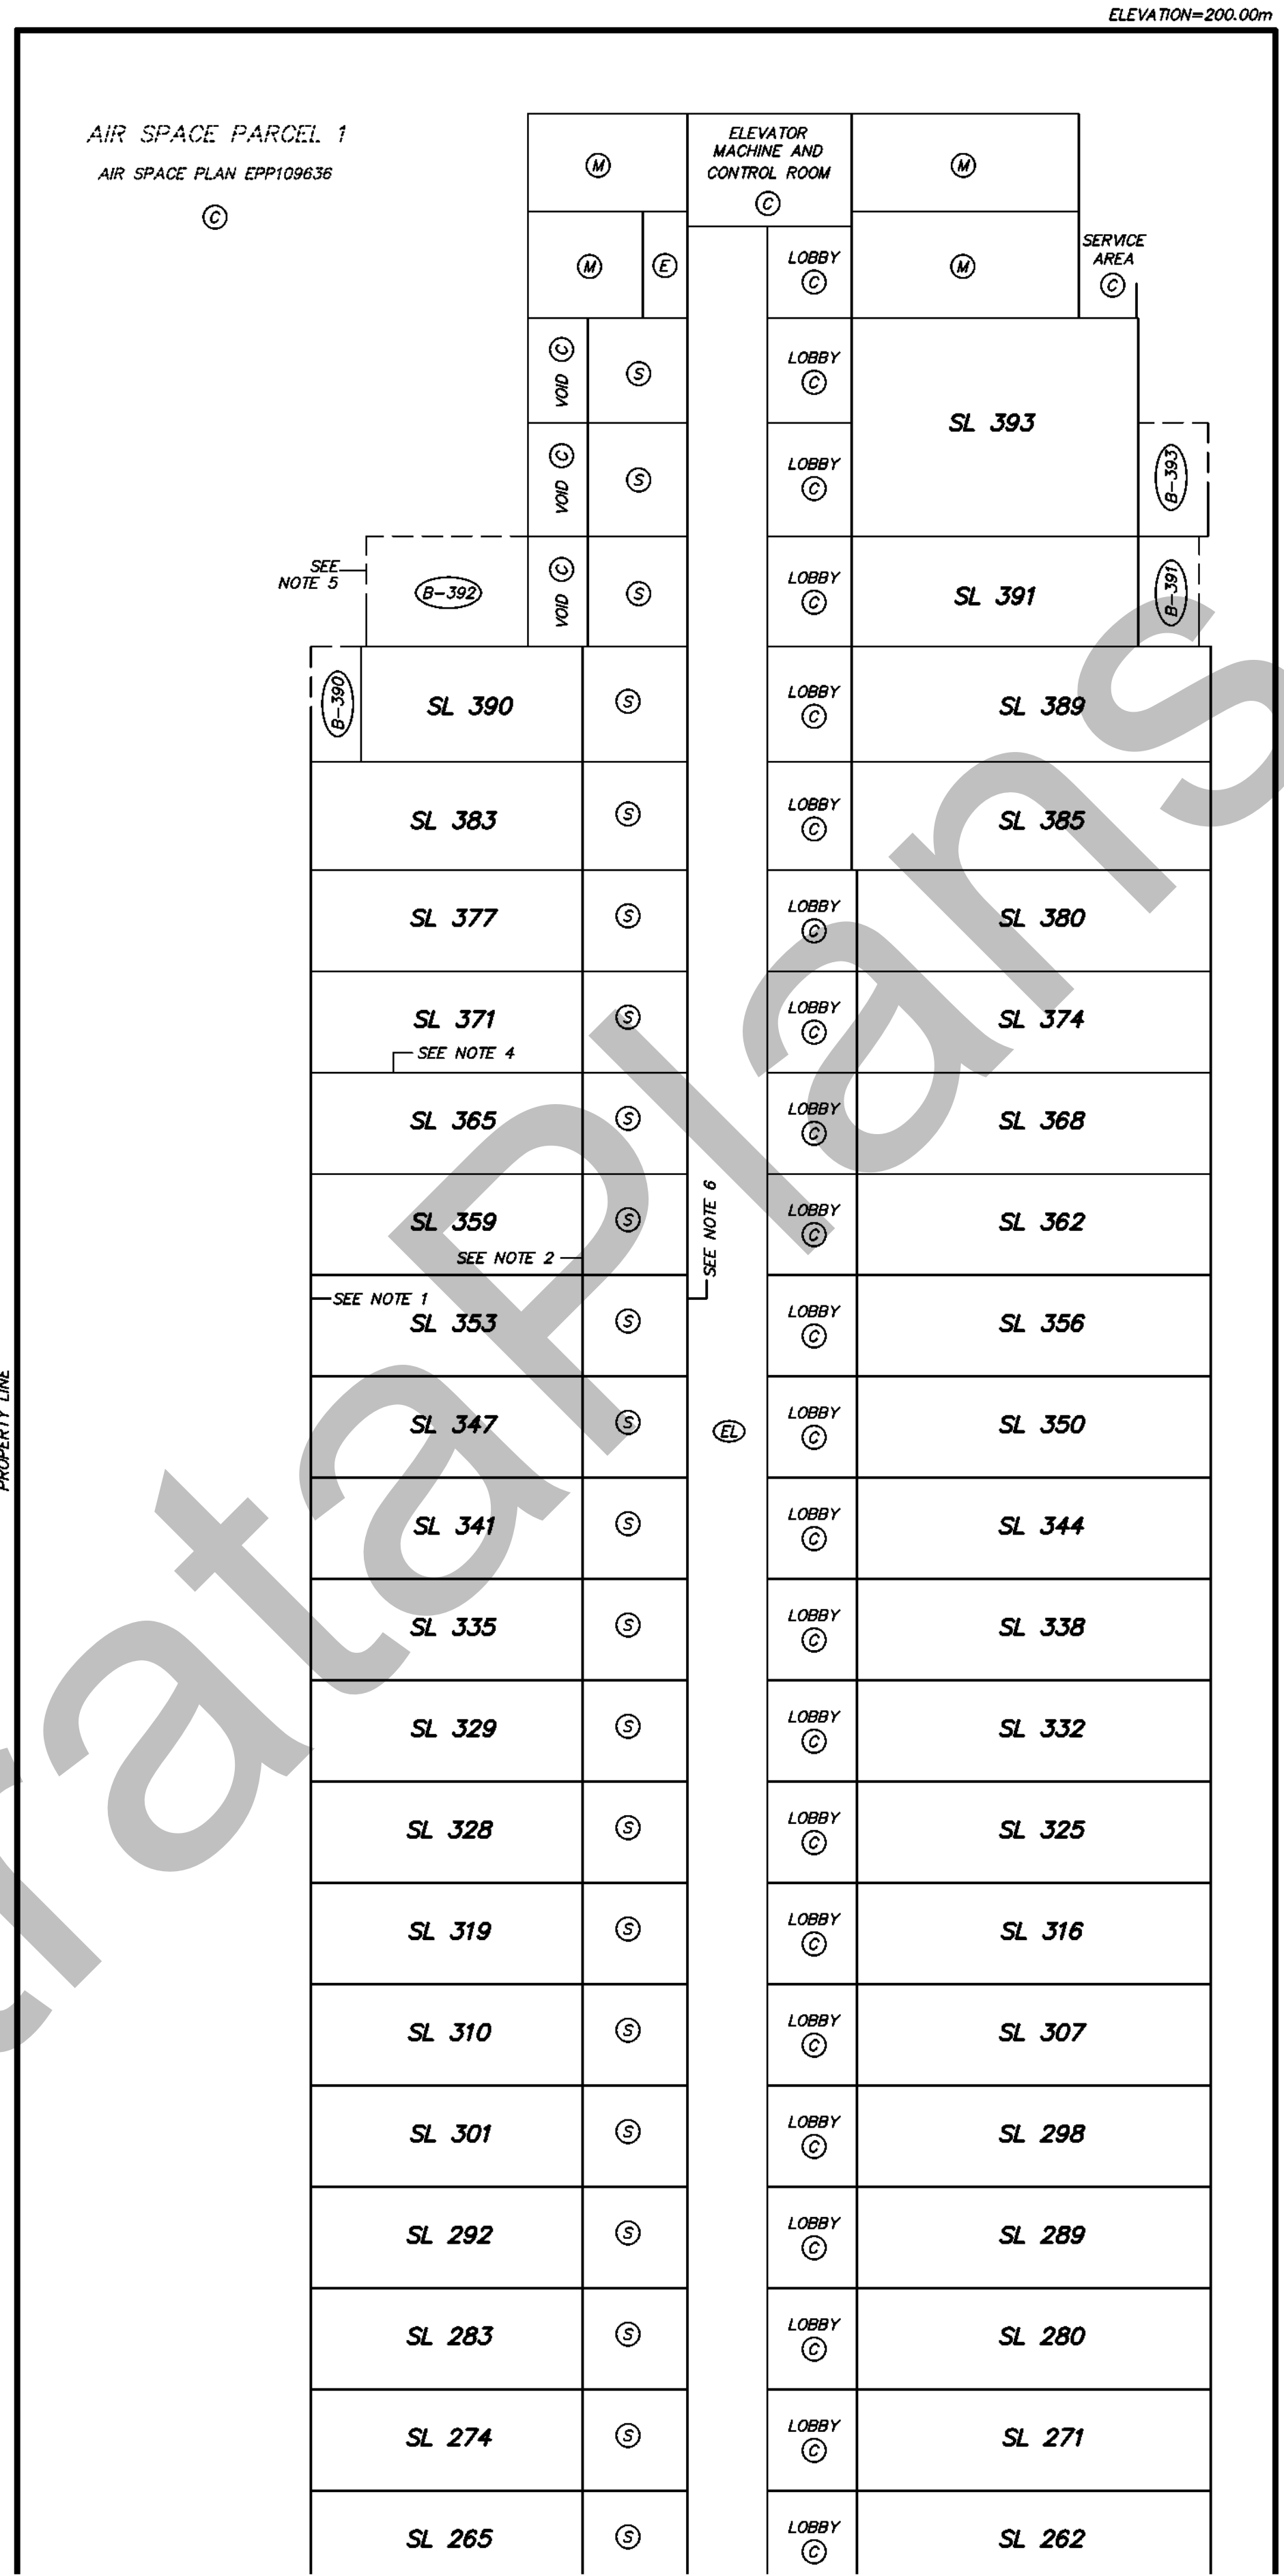 ELEVATION=200.00m
AIR SPACE PARCEL 1
AIR SPACE PLAN EPP109636
C
M
ELEVATOR
MACHINE AND
CONTROL ROOM
C
M
M
E
LOBBY
C
M
SERVICE
AREA
C
VOID C
S
LOBBY
C
SL 393
VOID C
S
LOBBY
C
B-393
SEE
NOTE 5
B-392
VOID C
S
LOBBY
C
SL 391
B-391
B-390
SL 390
S
LOBBY
C
SL 389
SL 383
S
LOBBY
C
SL 385
SL 377
S
LOBBY
C
SL 380
SL 371
SEE NOTE 4
S
LOBBY
C
SL 374
SL 365
S
LOBBY
C
SL 368
SL 359
SEE NOTE 2
S
SEE NOTE 6
LOBBY
C
SL 362
SEE NOTE 1
SL 353
S
LOBBY
C
SL 356
PROPERTY LINE
SL 347
S
EL
LOBBY
C
SL 350
SL 341
S
LOBBY
C
SL 344
SL 335
S
LOBBY
C
SL 338
SL 329
S
LOBBY
C
SL 332
SL 328
S
LOBBY
C
SL 325
SL 319
S
LOBBY
C
SL 316
SL 310
S
LOBBY
C
SL 307
SL 301
S
LOBBY
C
SL 298
SL 292
S
LOBBY
C
SL 289
SL 283
S
LOBBY
C
SL 280
SL 274
S
LOBBY
C
SL 271
SL 265
S
LOBBY
C
SL 262
rataPlans